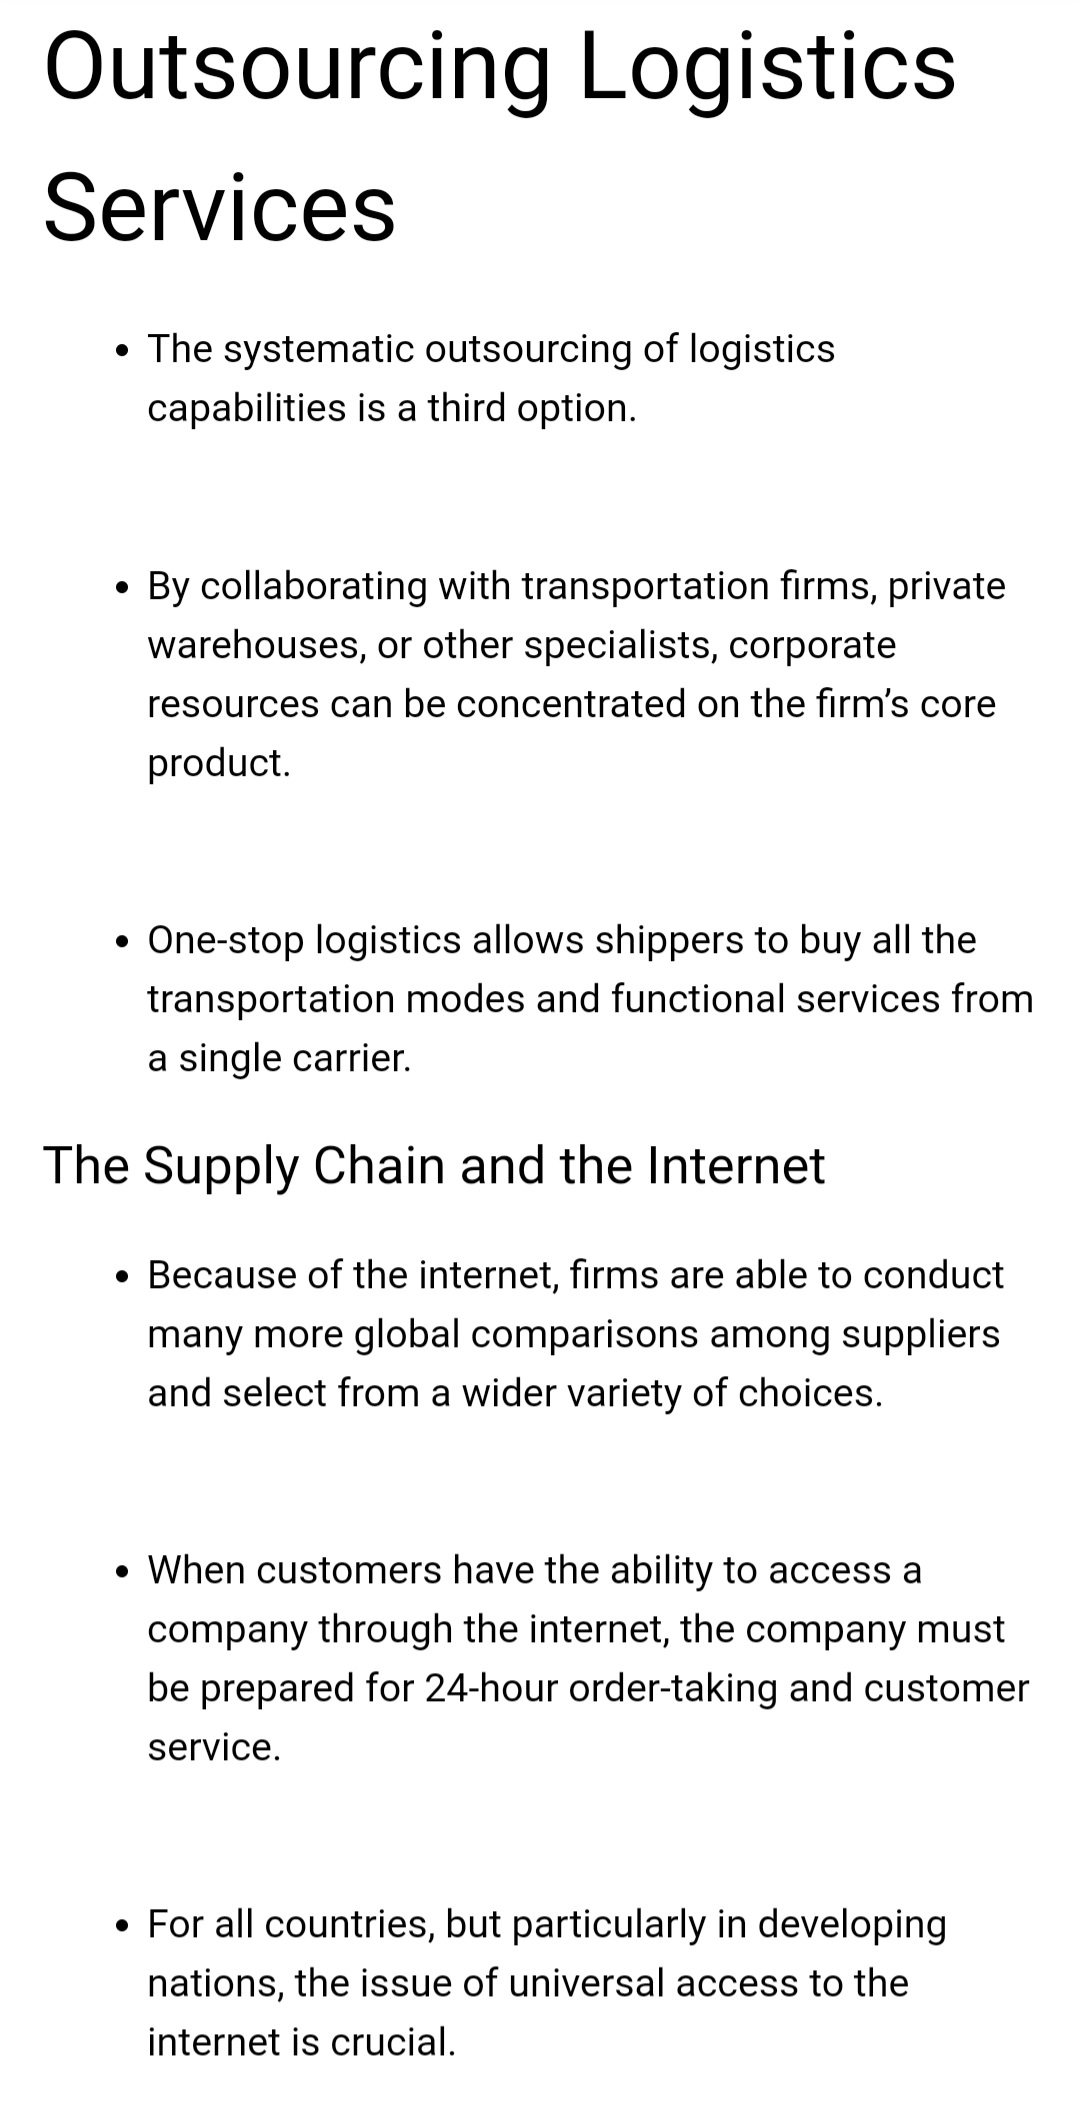 Outsourcing Logistics
Services
• The systematic outsourcing of logistics
capabilities is a third option.
• By collaborating with transportation firms, private
warehouses, or other specialists, corporate
resources can be concentrated on the firm’s core
product.
• One-stop logistics allows shippers to buy all the
transportation modes and functional services from
a single carrier.
The Supply Chain and the Internet
• Because of the internet, firms are able to conduct
many more global comparisons among suppliers
and select from a wider variety of choices.
• When customers have the ability to access a
company through the internet, the company must
be prepared for 24-hour order-taking and customer
service.
• For all countries, but particularly in developing
nations, the issue of universal access to the
internet is crucial.